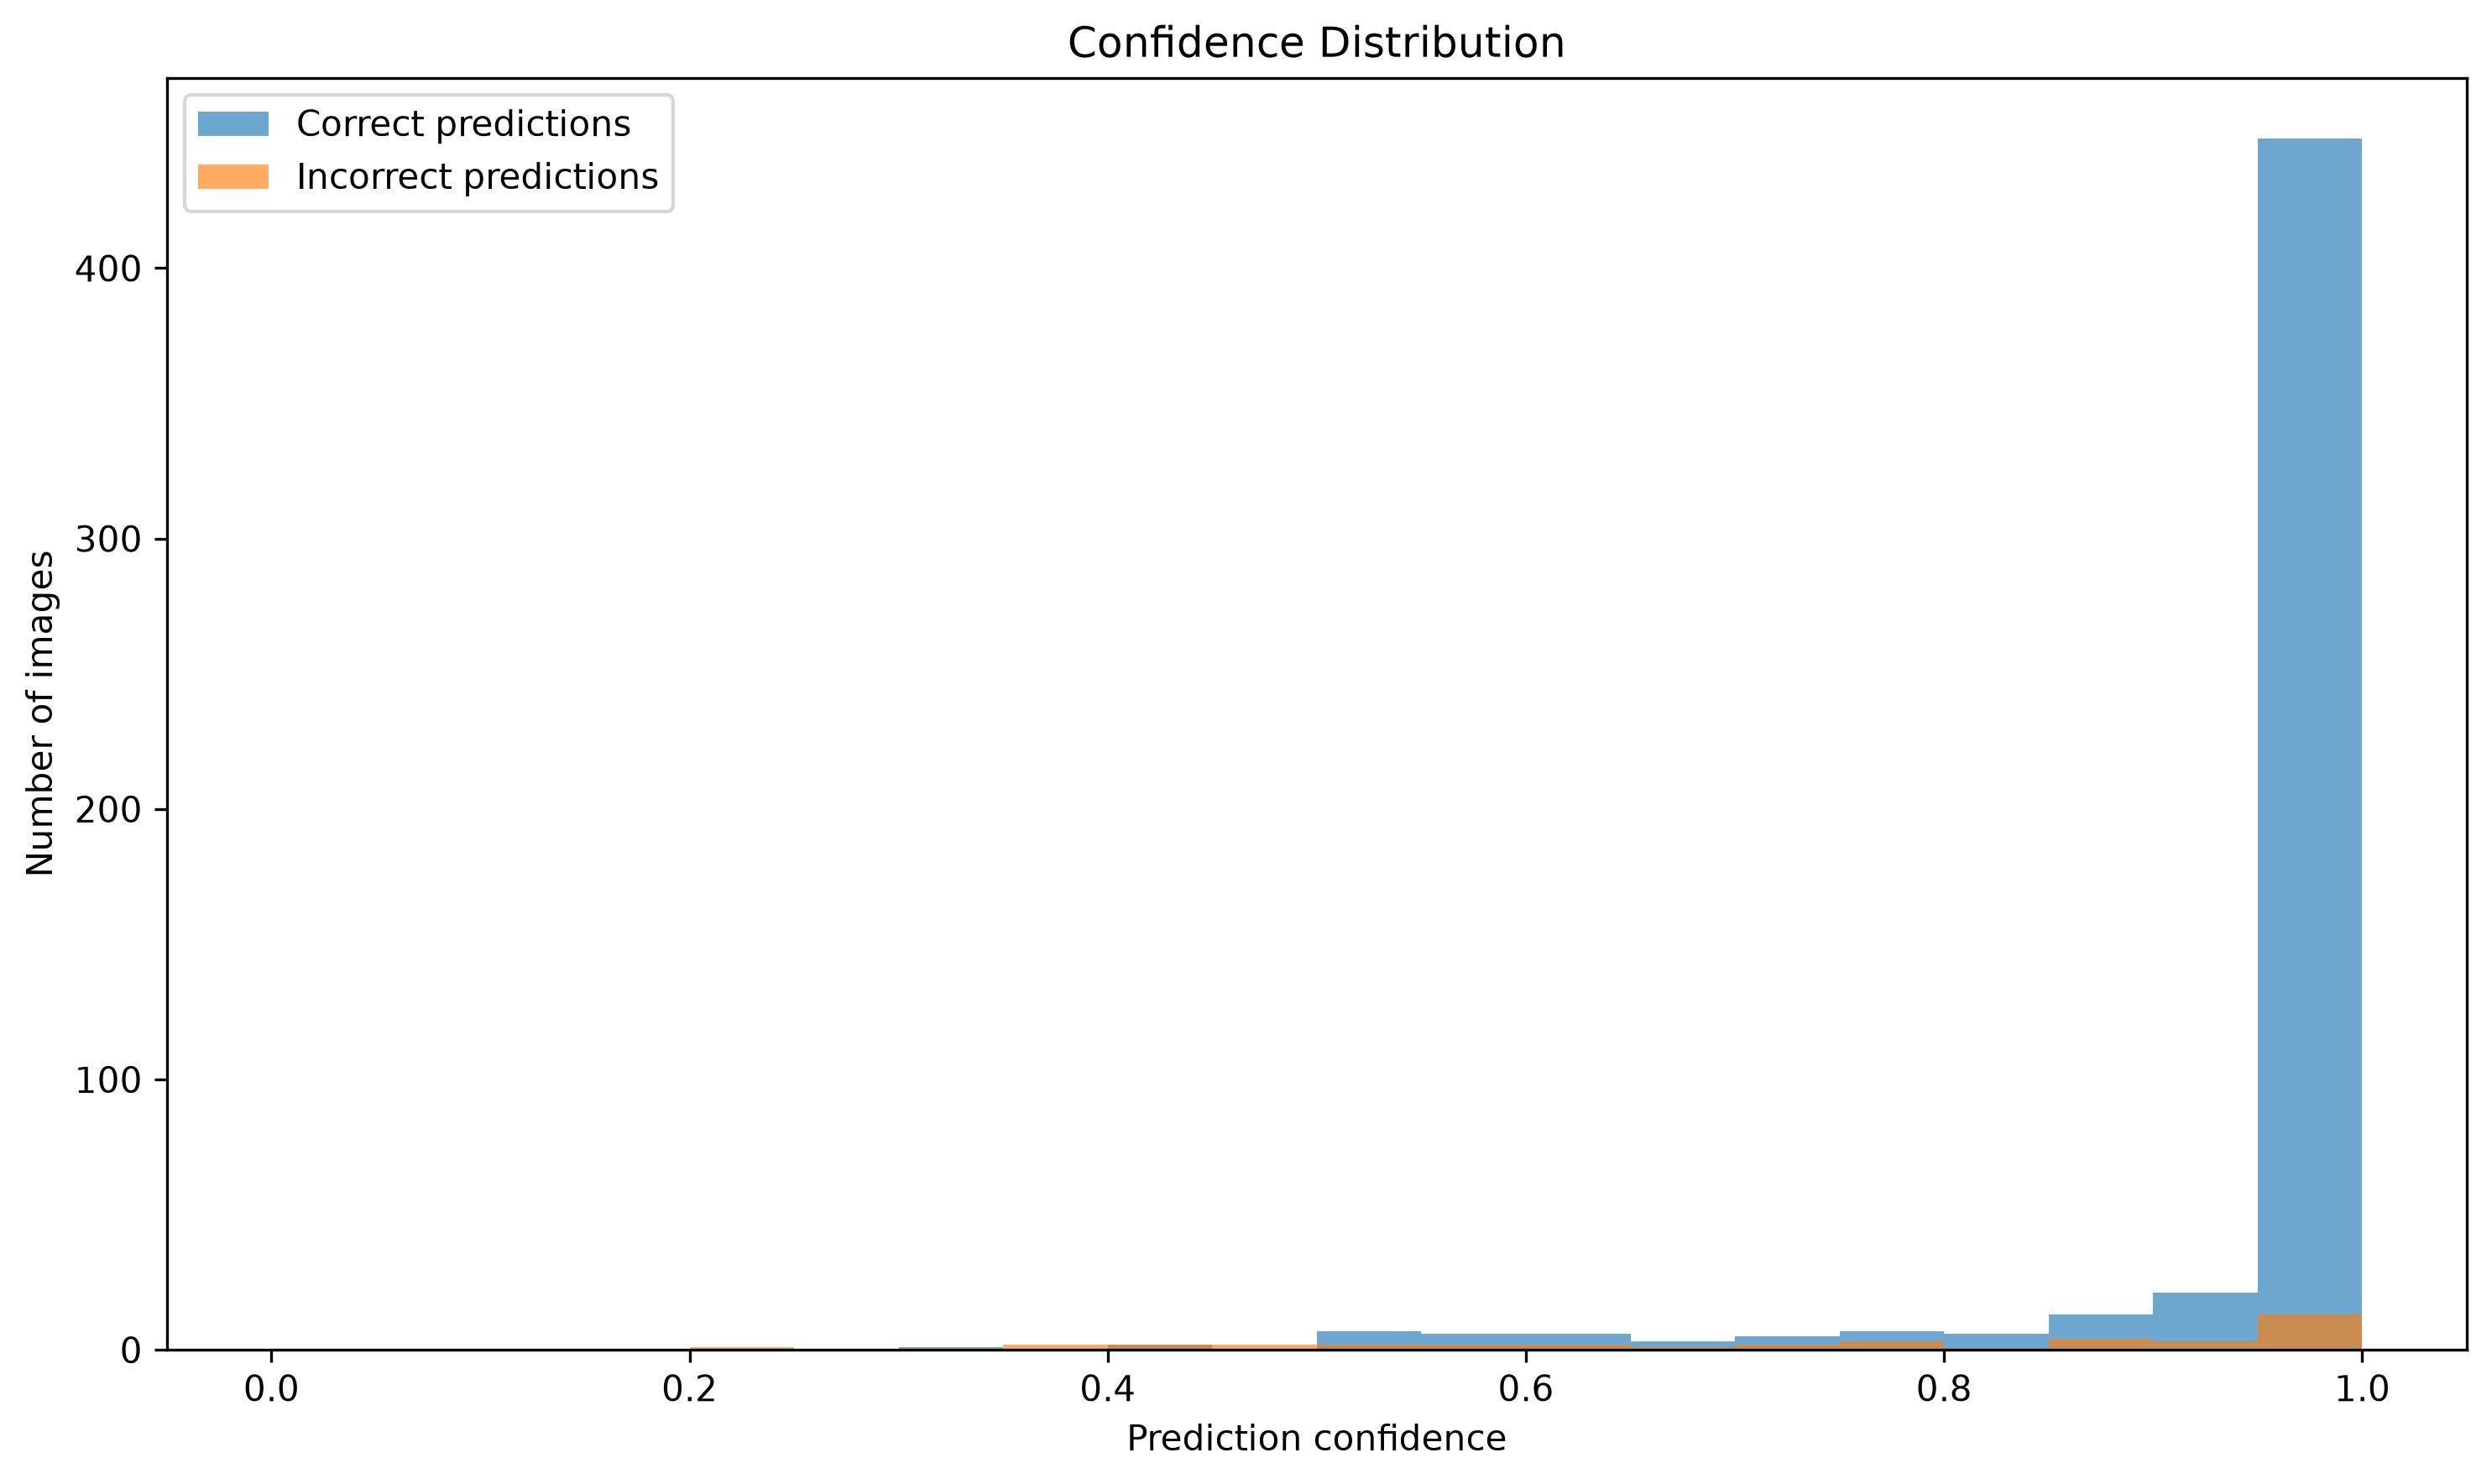 Confidence Distribution
Correct predictions
Incorrect predictions
Number of images
400
300
200
100
0
0.0 0.2 0.4 0.6 0.8 1.0
Prediction confidence